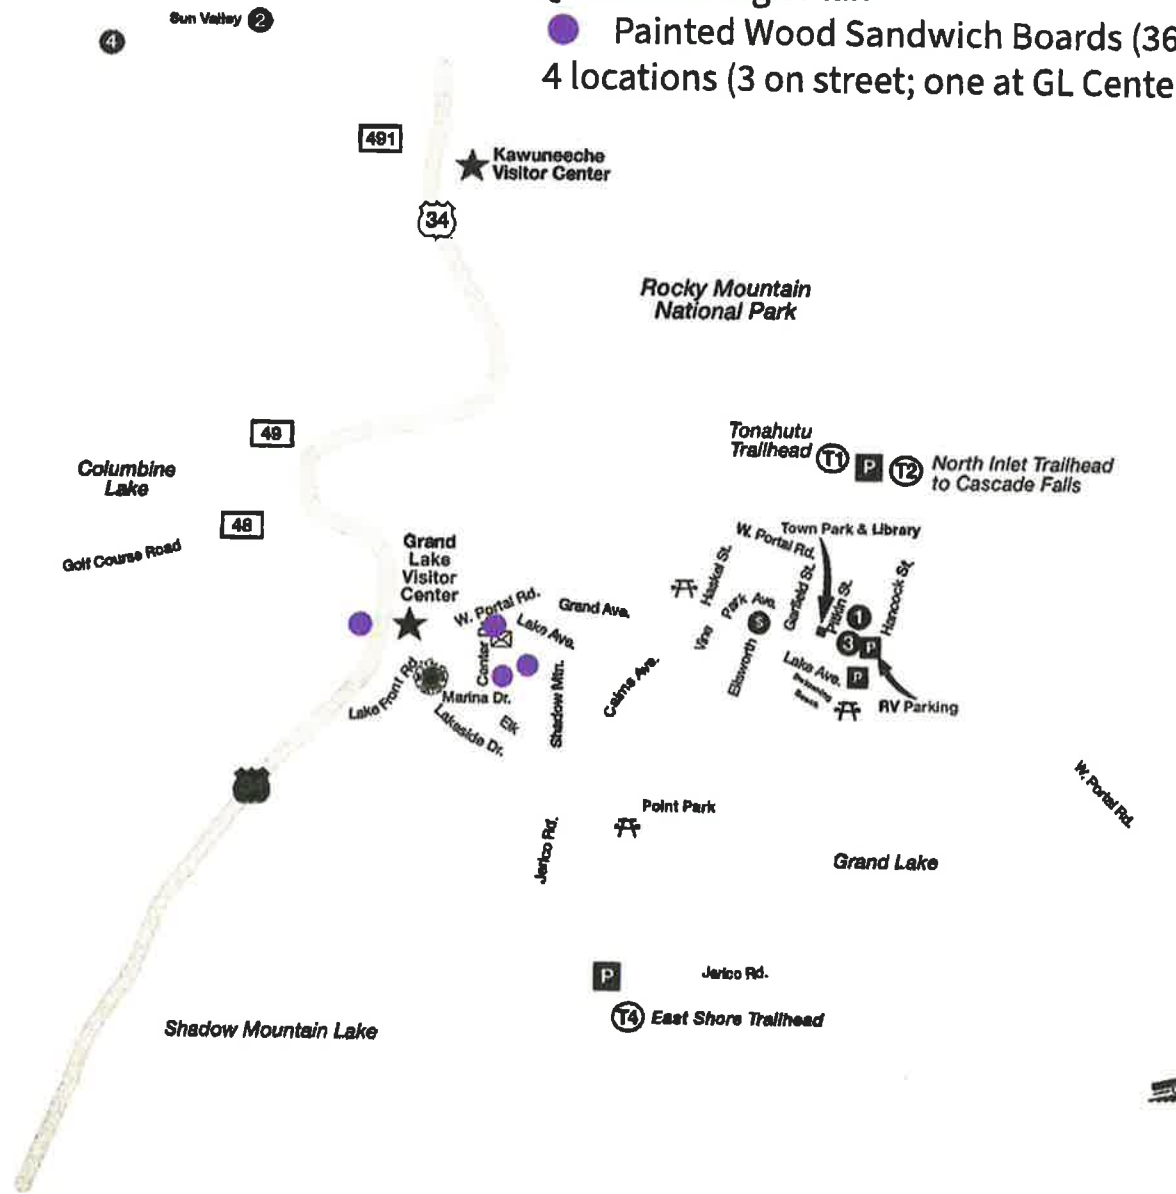 Sun Valley 2
4
Painted Wood Sandwich Boards (36
4 locations (3 on street; one at GL Cente
491
Kawuneeche
Visitor Center
34
Rocky Mountain
National Park
49
Columbine
Lake
48
Golf Course Road
Tonahutu
Trailhead T1 P T2
North Inlet Trailhead
to Cascade Falls
Grand
Lake
Visitor
Center
W. Portal Rd.
Grand Ave.
Lake Ave.
Center
Marina Dr.
Lake Front Rd.
Lakeside Dr.
Elk
Shadow Mtn.
Cairns Ave.
Town Park & Library
W. Portal Rd.
Haskel St.
Park Ave.
Vine
Ellsworth
S
Garfield St.
Pitkin St.
Hancock St.
1
3 P
Lake Ave. P
Swimming
Beach
RV Parking
W. Portal Rd.
Point Park
Jerico Rd.
Grand Lake
P
Jerico Rd.
T4 East Shore Trailhead
Shadow Mountain Lake